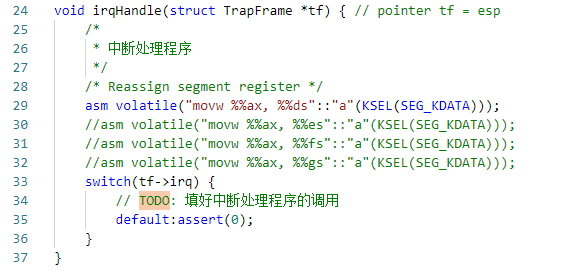 24 void irqHandle(struct TrapFrame *tf) { // pointer tf = esp
25     /*
26      * 中断处理程序
27      */
28     /* Reassign segment register */
29     asm volatile("movw %%ax, %%ds"::"a"(KSEL(SEG_KDATA)));
30     //asm volatile("movw %%ax, %%es"::"a"(KSEL(SEG_KDATA)));
31     //asm volatile("movw %%ax, %%fs"::"a"(KSEL(SEG_KDATA)));
32     //asm volatile("movw %%ax, %%gs"::"a"(KSEL(SEG_KDATA)));
33     switch(tf->irq) {
34         // TODO: 填好中断处理程序的调用
35         default:assert(0);
36     }
37 }